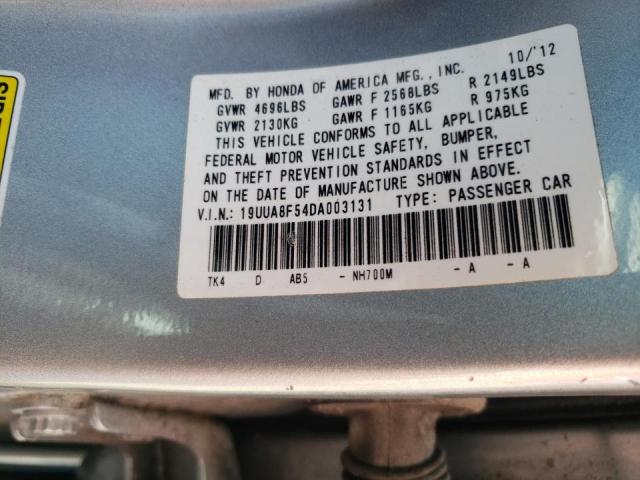 10/'12
MFD. BY HONDA OF AMERICA MFG., INC.
GVWR 4696LBS GAWR F 2568LBS R 2149LBS
GVWR 2130KG GAWR F 1165KG R 975KG
THIS VEHICLE CONFORMS TO ALL APPLICABLE
FEDERAL MOTOR VEHICLE SAFETY, BUMPER,
AND THEFT PREVENTION STANDARDS IN EFFECT
ON THE DATE OF MANUFACTURE SHOWN ABOVE.
V.I.N.: 19UUA8F54DA003131 TYPE: PASSENGER CAR
TK4 D AB5 - NH700M - A - A